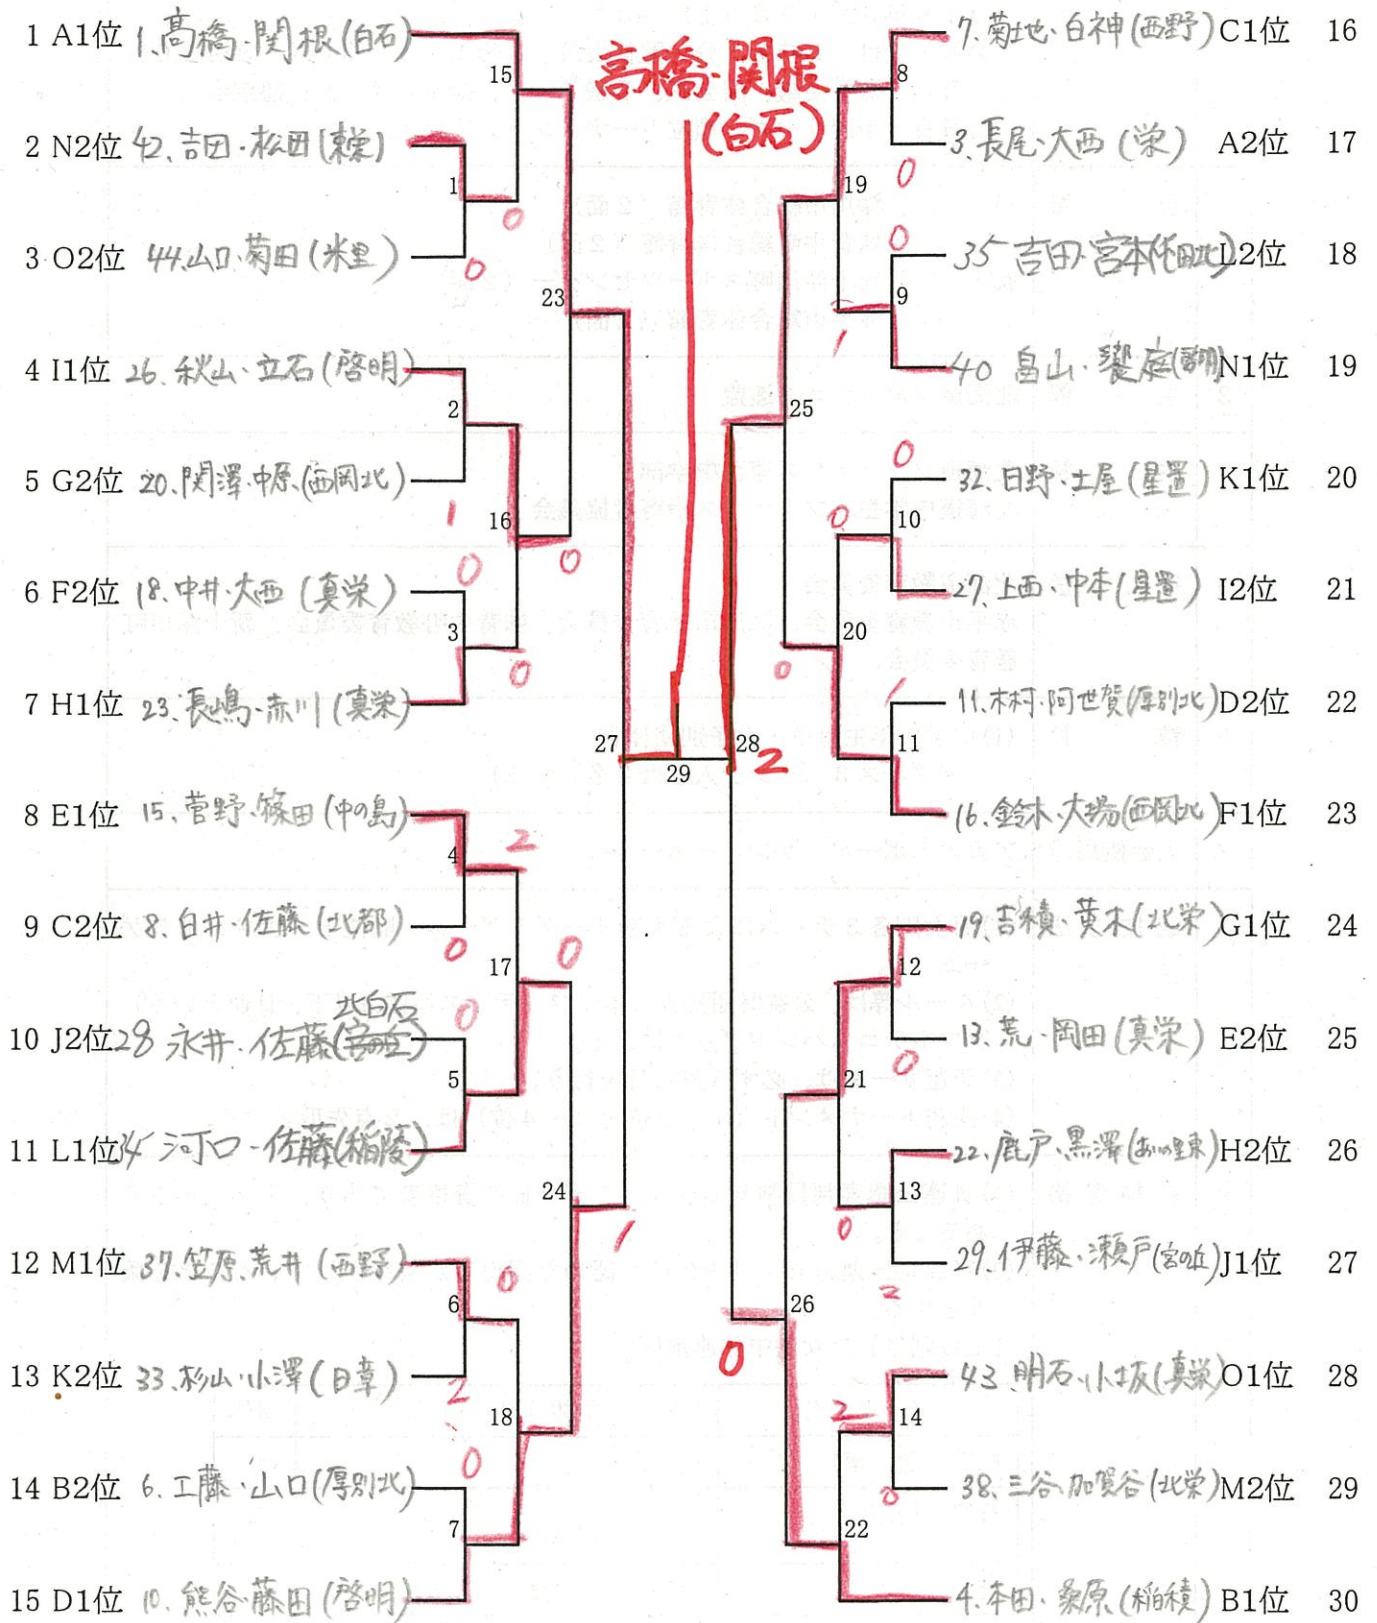 1 A1位 1.高橋・関根(白石)
2 N2位 42.吉田・松田(東栄)
3 O2位 44.山口・菊田(米里)
4 I1位 26.秋山・立石(啓明)
5 G2位 20.関澤・中原(西岡北)
6 F2位 18.中井・大西(真栄)
7 H1位 23.長嶋・赤川(真栄)
8 E1位 15.菅野・篠田(中の島)
9 C2位 8.白井・佐藤(北都)
北白石
10 J2位 28 永井・佐藤(宮の丘)
11 L1位 34 河口・佐藤(稲陵)
12 M1位 37.笠原・荒井(西野)
13 K2位 33.杉山・小澤(日章)
14 B2位 6.工藤・山口(厚別北)
15 D1位 10.熊谷・藤田(啓明)
高橋・関根
(白石)
7.菊地・白神(西野) C1位 16
3.長尾・大西(栄) A2位 17
35 吉田・宮本 L2位 18
40 畠山・饗庭 N1位 19
32.日野・土屋(星置) K1位 20
27.上西・中本(星置) I2位 21
11.木村・阿世賀(厚別北) D2位 22
16.鈴木・大場(西岡北) F1位 23
19.吉積・黄木(北栄) G1位 24
13.荒・岡田(真栄) E2位 25
22.鹿戸・黒澤(あいの里東) H2位 26
29.伊藤・瀬戸(宮の丘) J1位 27
43.明石・小坂(真栄) O1位 28
38.三谷・加賀谷(北栄) M2位 29
4.本田・桑原(稲積) B1位 30
15
1
0
0
23
2
1
16
0
0
3
0
4
2
0
17
0
0
5
24
1
6
0
2
18
0
7
27
29
28
2
0
8
0
19
0
9
1
25
0
10
0
20
0
1
11
12
0
21
13
0
2
26
2
14
0
22